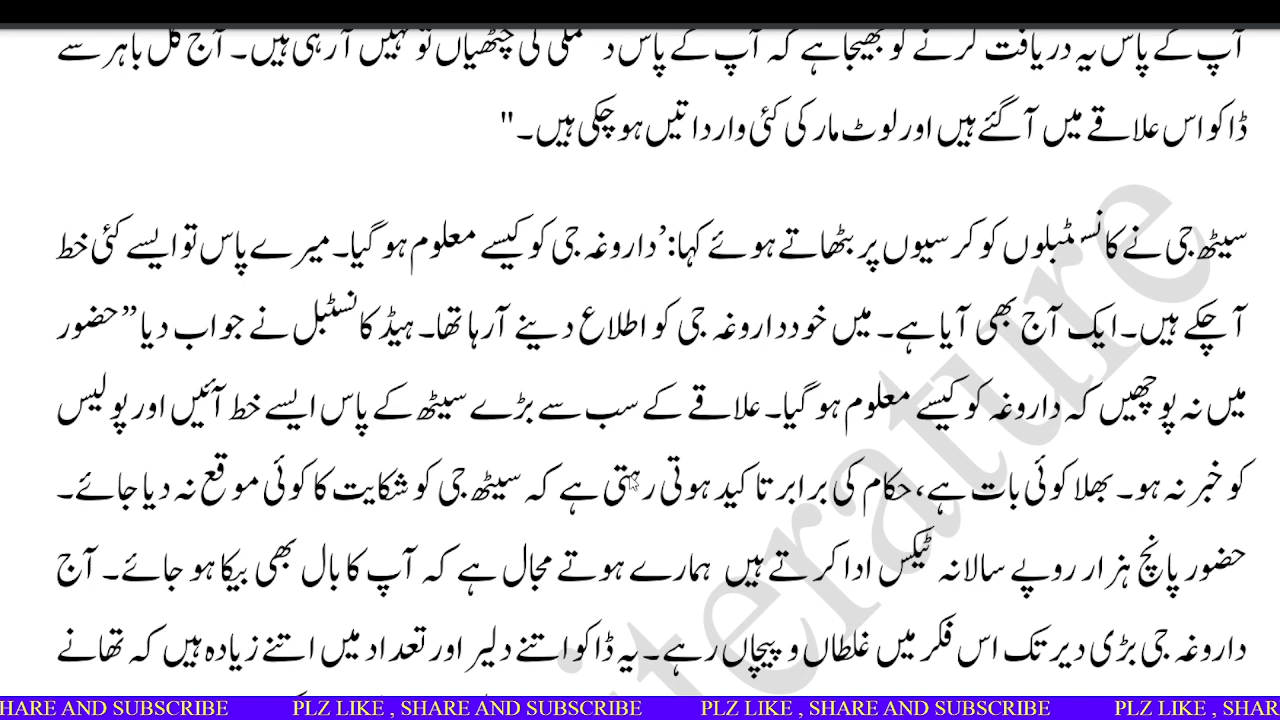 آپ کے پاس یہ دریافت کرنے کو بھیجا ہے کہ آپ کے پاس دھمکی کی چٹھیاں تو نہیں آ رہی ہیں۔ آج کل باہر سے
ڈاکو اس علاقے میں آ گئے ہیں اور لوٹ مار کی کئی وارداتیں ہو چکی ہیں۔"
سیٹھ جی نے کانسٹبلوں کو کرسیوں پر بٹھاتے ہوئے کہا:’داروغہ جی کو کیسے معلوم ہو گیا۔ میرے پاس تو ایسے کئی خط
آ چکے ہیں۔ ایک آج بھی آیا ہے۔ میں خود داروغہ جی کو اطلاع دینے آ رہا تھا۔ ہیڈ کانسٹبل نے جواب دیا ”حضور
میں نہ پوچھیں کہ داروغہ کو کیسے معلوم ہو گیا۔ علاقے کے سب سے بڑے سیٹھ کے پاس ایسے خط آئیں اور پولیس
کو خبر نہ ہو۔ بھلا کوئی بات ہے، حکام کی برابر تاکید ہوتی رہتی ہے کہ سیٹھ جی کو شکایت کا کوئی موقع نہ دیا جائے۔
حضور پانچ ہزار روپے سالانہ ٹیکس ادا کرتے ہیں ہمارے ہوتے مجال ہے کہ آپ کا بال بھی بیکا ہو جائے۔ آج
داروغہ جی بڑی دیر تک اس فکر میں غلطاں و پیچاں رہے۔ یہ ڈاکو اتنے دلیر اور تعداد میں اتنے زیادہ ہیں کہ تھانے
iterature
HARE AND SUBSCRIBE PLZ LIKE , SHARE AND SUBSCRIBE PLZ LIKE , SHARE AND SUBSCRIBE PLZ LIKE , SHAR